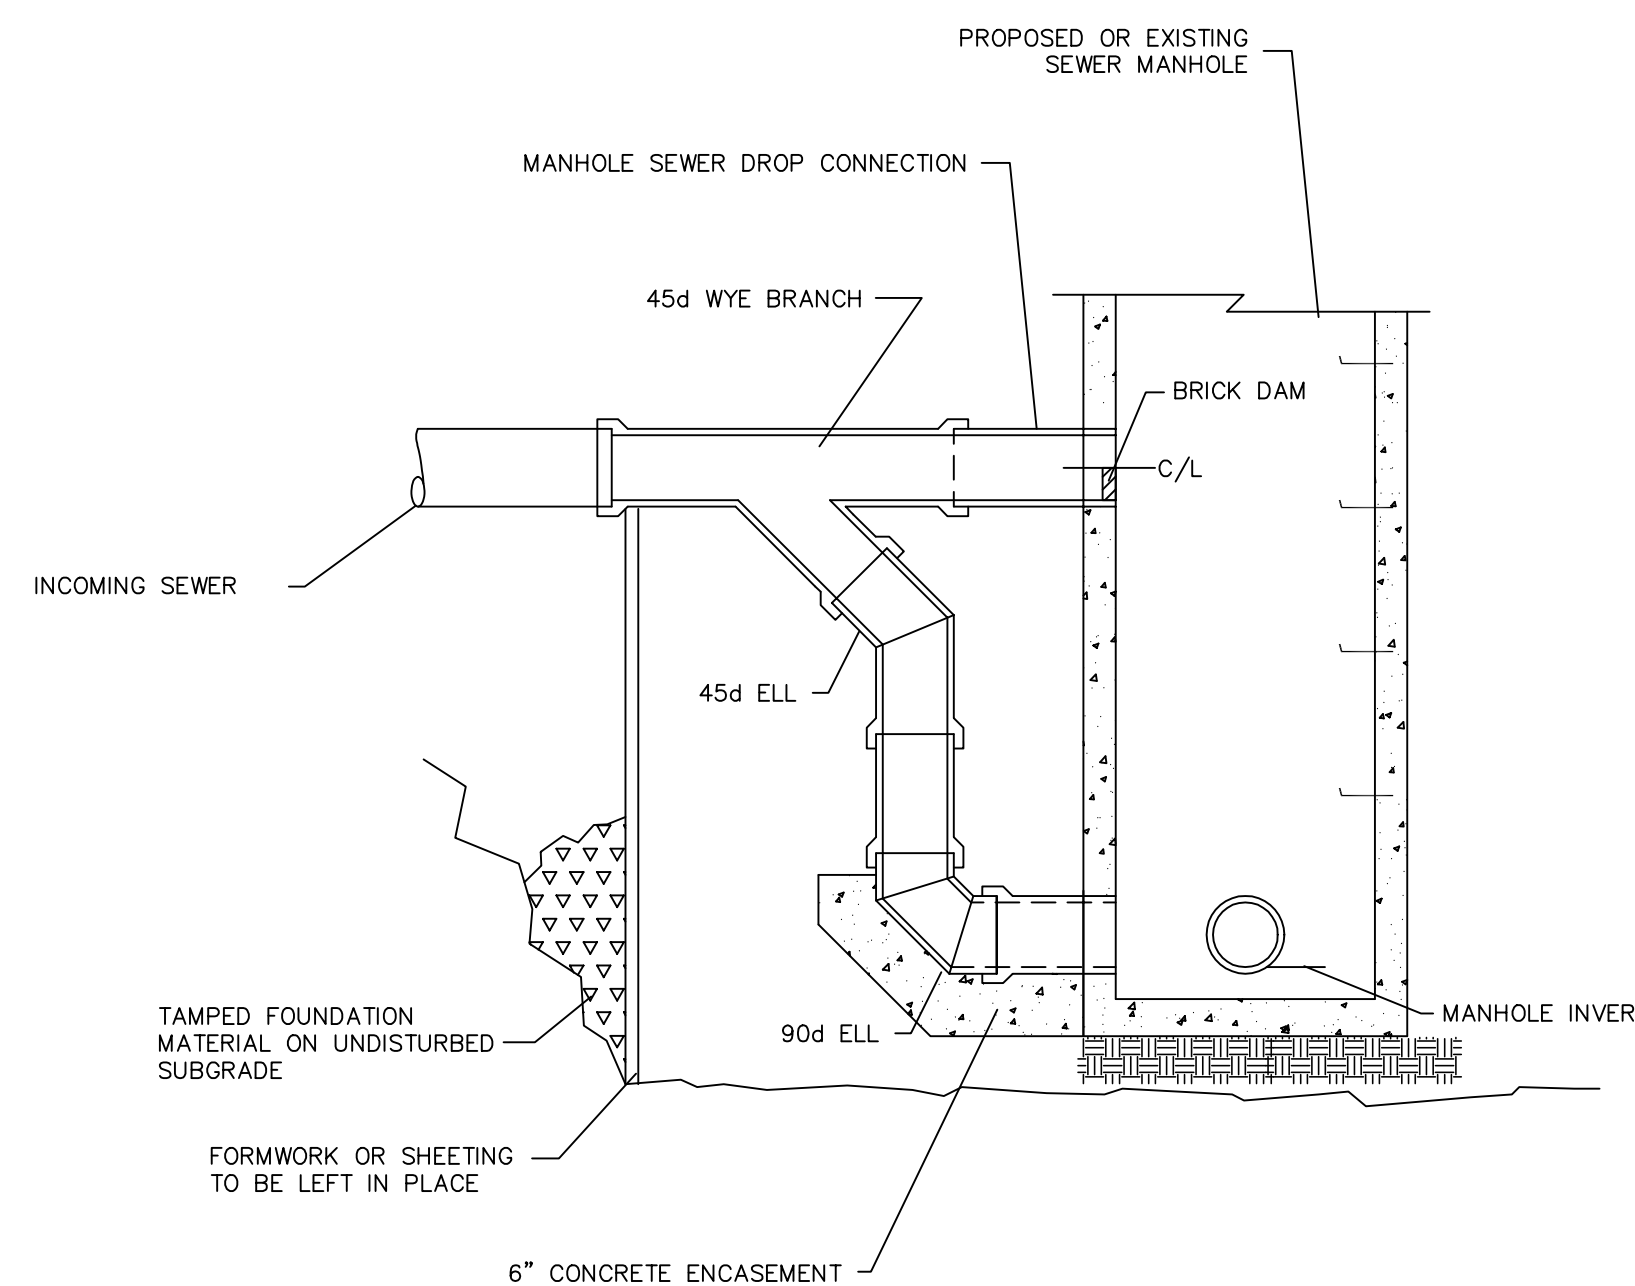 PROPOSED OR EXISTING
SEWER MANHOLE
MANHOLE SEWER DROP CONNECTION
45d WYE BRANCH
BRICK DAM
C/L
INCOMING SEWER
45d ELL
TAMPED FOUNDATION
MATERIAL ON UNDISTURBED
SUBGRADE
90d ELL
MANHOLE INVER
FORMWORK OR SHEETING
TO BE LEFT IN PLACE
6" CONCRETE ENCASEMENT